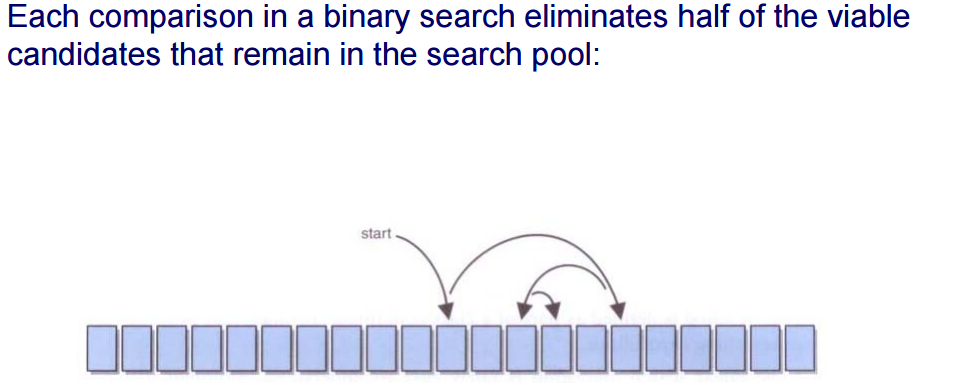 Each comparison in a binary search eliminates half of the viable
candidates that remain in the search pool:
start